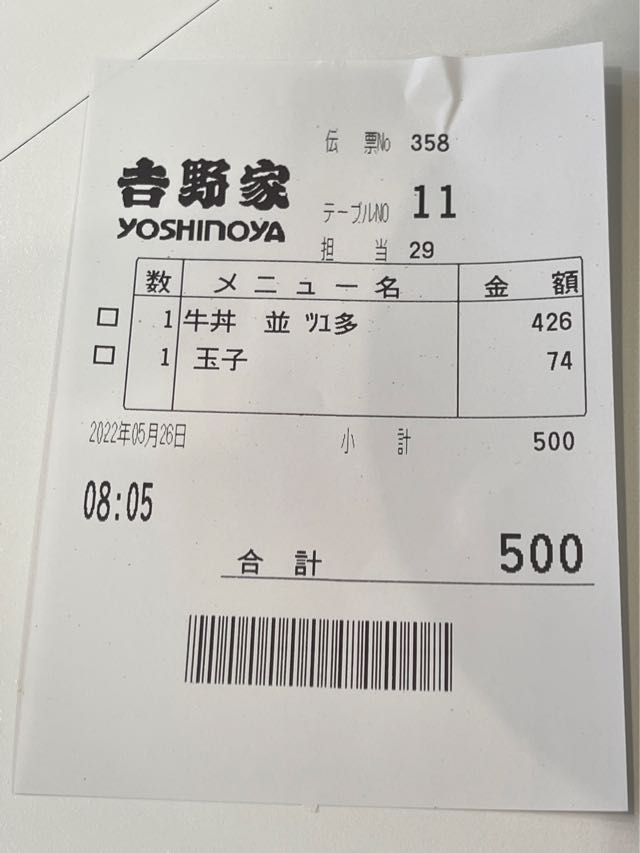 伝票No 358
吉野家
YOSHINOYA
テーブルNO 11
担当 29
数 メニュー名 金額
1 牛丼 並 ﾂﾕ多 426
1 玉子 74
2022年05月26日 小計 500
08:05
合計 500